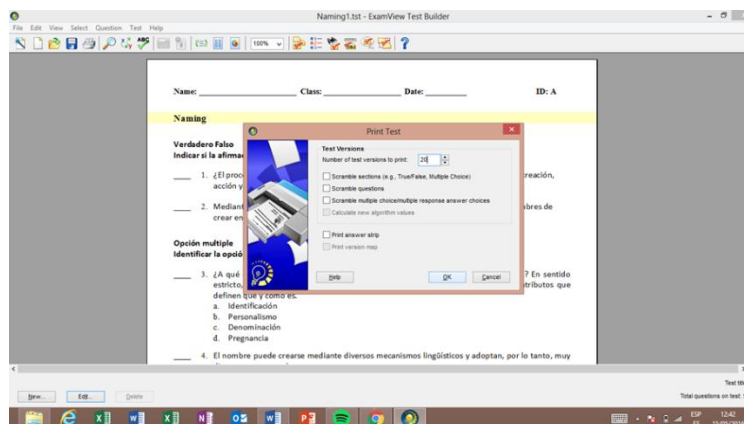 Naming1.tst - ExamView Test Builder
File Edit View Select Question Test Help
100%
Name: Class: Date: ID: A
Naming
Verdadero Falso
Indicar si la afirma
1. ¿El proc creación,
acción y
2. Mediant bres de
crear en
Opción multiple
Identificar la opció
3. ¿A qué ? En sentido
estricto, tributos que
definen qué y cómo es.
a. Identificación
b. Personalismo
c. Denominación
d. Pregnancia
4. El nombre puede crearse mediante diversos mecanismos lingüísticos y adoptan, por lo tanto, muy
Print Test
Test Versions
Number of test versions to print: 20
Scramble sections (e.g., True/False, Multiple Choice)
Scramble questions
Scramble multiple choice/multiple response answer choices
Calculate new algorithm values
Print answer strip
Print version map
Help OK Cancel
Test tit
New... Edit... Delete Total questions on test:
ESP 12:42
ES